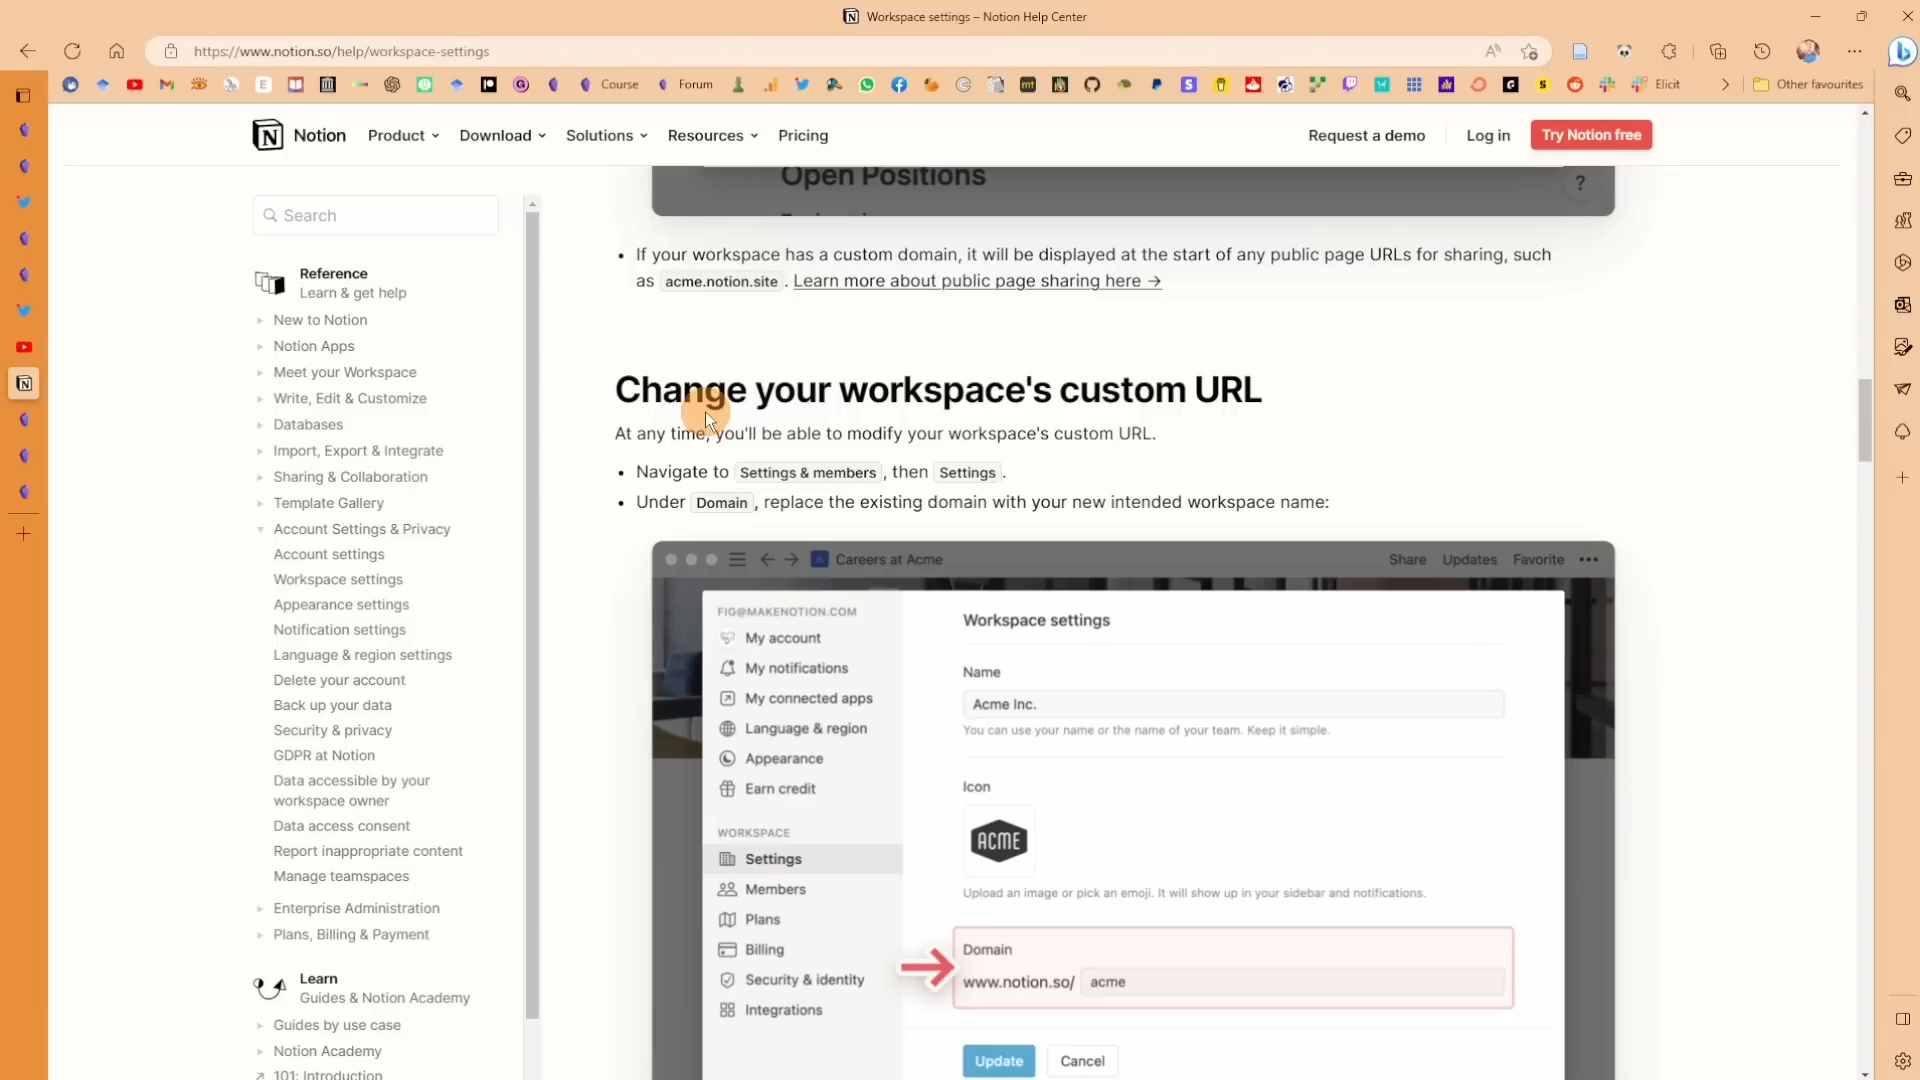 Workspace settings – Notion Help Center
https://www.notion.so/help/workspace-settings
Course
Forum
Elicit
Other favourites
Notion
Product
Download
Solutions
Resources
Pricing
Request a demo
Log in
Try Notion free
Search
Reference
Learn & get help
New to Notion
Notion Apps
Meet your Workspace
Write, Edit & Customize
Databases
Import, Export & Integrate
Sharing & Collaboration
Template Gallery
Account Settings & Privacy
Account settings
Workspace settings
Appearance settings
Notification settings
Language & region settings
Delete your account
Back up your data
Security & privacy
GDPR at Notion
Data accessible by your
workspace owner
Data access consent
Report inappropriate content
Manage teamspaces
Enterprise Administration
Plans, Billing & Payment
Learn
Guides & Notion Academy
Guides by use case
Notion Academy
101: Introduction
Open Positions
?
• If your workspace has a custom domain, it will be displayed at the start of any public page URLs for sharing, such
as acme.notion.site . Learn more about public page sharing here →
Change your workspace's custom URL
At any time, you'll be able to modify your workspace's custom URL.
• Navigate to Settings & members, then Settings.
• Under Domain, replace the existing domain with your new intended workspace name:
Careers at Acme
Share
Updates
Favorite
FIG@MAKENOTION.COM
My account
My notifications
My connected apps
Language & region
Appearance
Earn credit
WORKSPACE
Settings
Members
Plans
Billing
Security & identity
Integrations
Workspace settings
Name
Acme Inc.
You can use your name or the name of your team. Keep it simple.
Icon
ACME
Upload an image or pick an emoji. It will show up in your sidebar and notifications.
Domain
www.notion.so/ acme
Update
Cancel